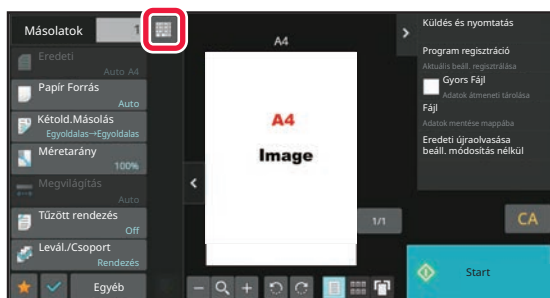 Másolatok
1
Eredeti
Auto A4
Papír Forrás
Auto
Kétold.Másolás
Egyoldalas→Egyoldalas
Méretarány
100%
Megvilágítás
Auto
Tűzött rendezés
Off
Levál./Csoport
Rendezés
Egyéb
A4
A4
Image
1/1
Küldés és nyomtatás
Program regisztráció
Aktuális beáll. regisztrálása
Gyors Fájl
Adatok átmeneti tárolása
Fájl
Adatok mentése mappába
Eredeti újraolvasása
beáll. módosítás nélkül
CA
Start